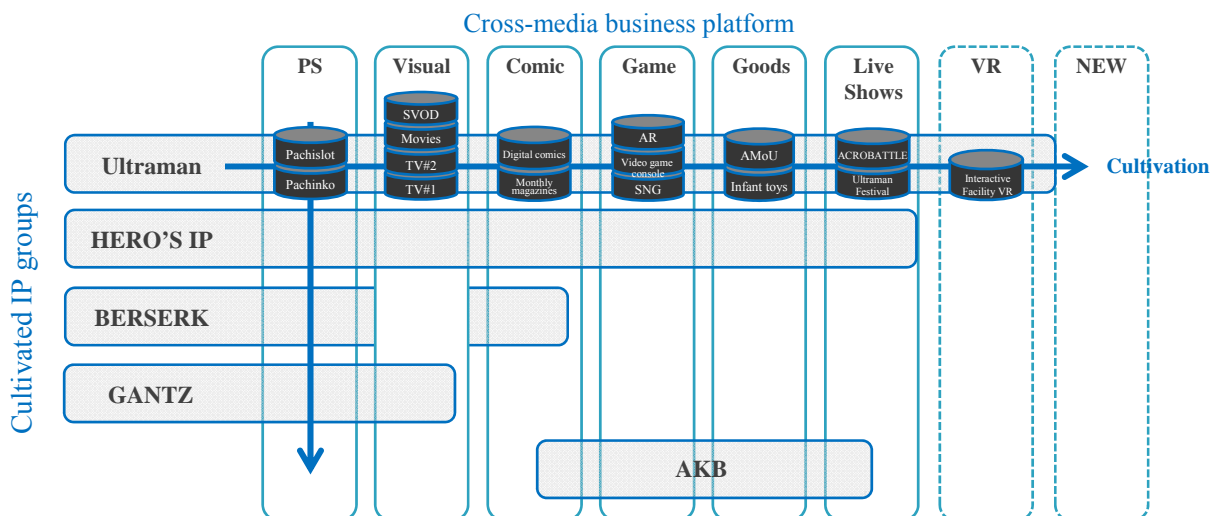 Cross-media business platform
PS
Visual
Comic
Game
Goods
Live
Shows
VR
NEW
Cultivated IP groups
Ultraman
Pachislot
Pachinko
SVOD
Movies
TV#2
TV#1
Digital comics
Monthly
magazines
AR
Video game
console
SNG
AMoU
Infant toys
ACROBATTLE
Ultraman
Festival
Interactive
Facility VR
Cultivation
HERO'S IP
BERSERK
GANTZ
AKB